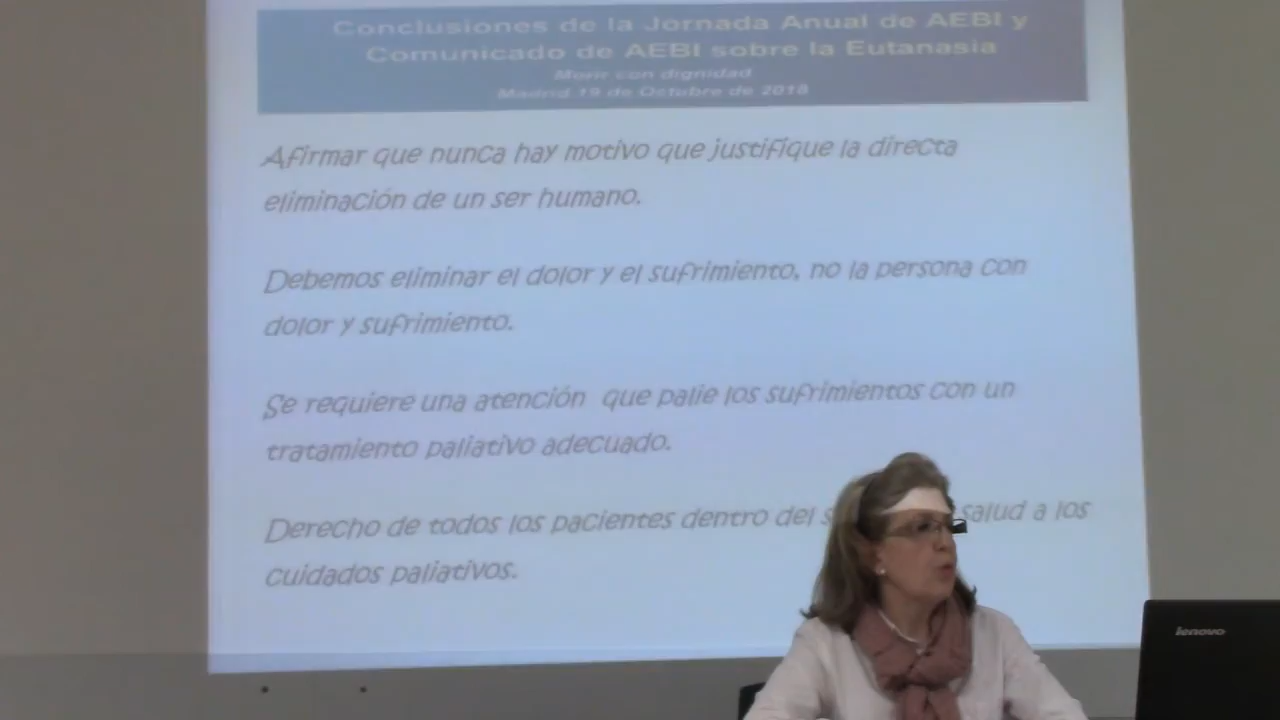 Conclusiones de la Jornada Anual de AEBI y
Comunicado de AEBI sobre la Eutanasia
Morir con dignidad
Madrid 19 de Octubre de 2018
Afirmar que nunca hay motivo que justifique la directa
eliminación de un ser humano.
Debemos eliminar el dolor y el sufrimiento, no la persona con
dolor y sufrimiento.
Se requiere una atención que palie los sufrimientos con un
tratamiento paliativo adecuado.
Derecho de todos los pacientes dentro del salud a los
cuidados paliativos.
lenovo